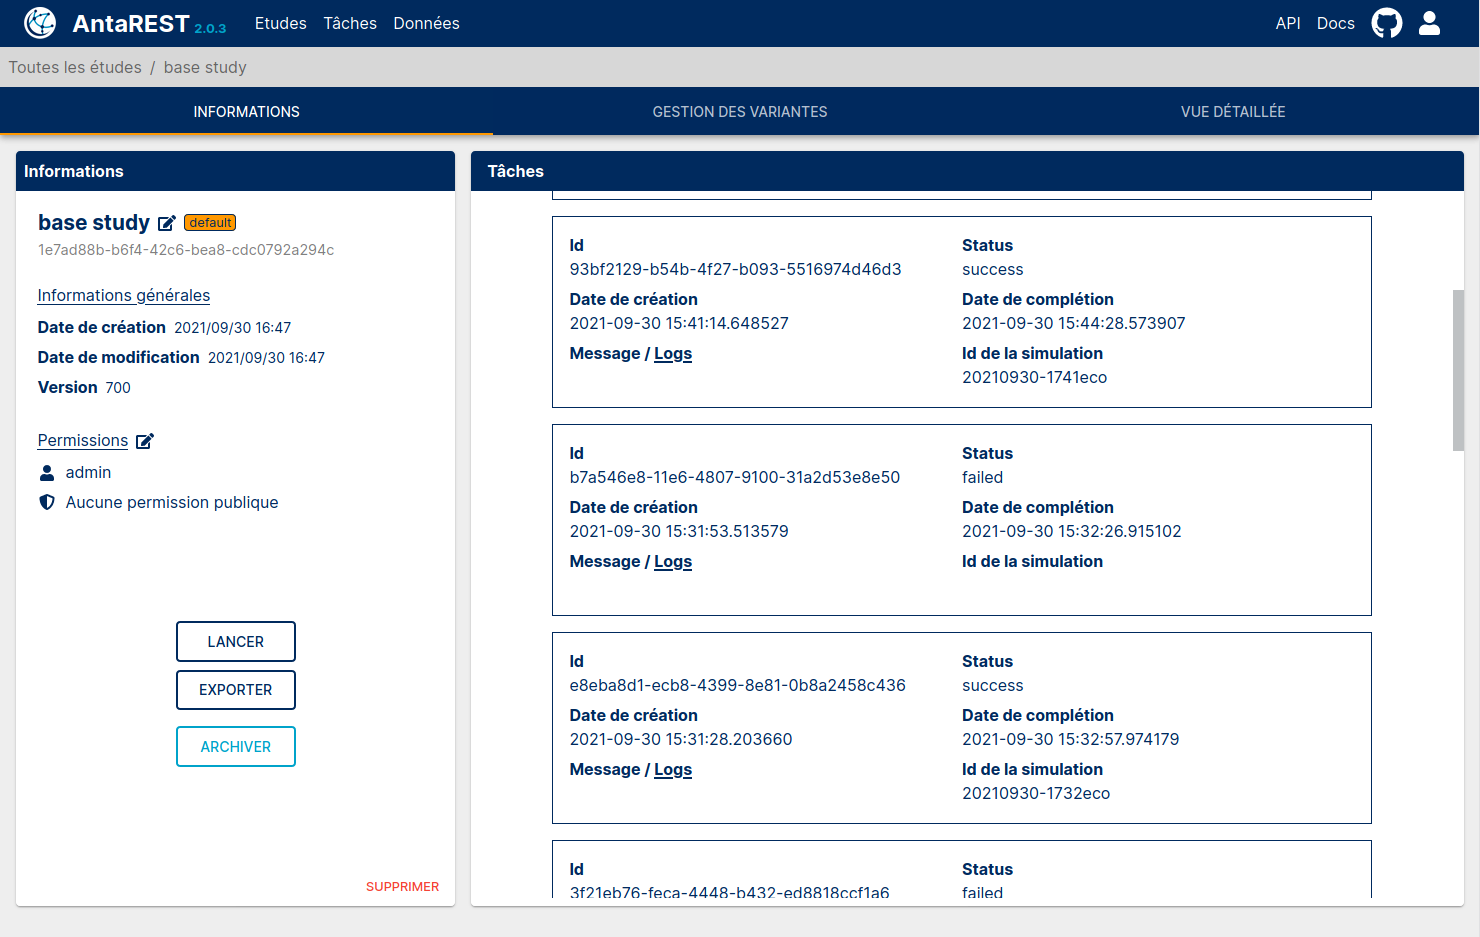 AntaREST 2.0.3 Etudes Tâches Données API Docs
Toutes les études / base study
INFORMATIONS GESTION DES VARIANTES VUE DÉTAILLÉE
Informations
base study default
1e7ad88b-b6f4-42c6-bea8-cdc0792a294c
Informations générales
Date de création 2021/09/30 16:47
Date de modification 2021/09/30 16:47
Version 700
Permissions
admin
Aucune permission publique
LANCER
EXPORTER
ARCHIVER
SUPPRIMER
Tâches
Id Status
93bf2129-b54b-4f27-b093-5516974d46d3 success
Date de création Date de complétion
2021-09-30 15:41:14.648527 2021-09-30 15:44:28.573907
Message / Logs Id de la simulation
20210930-1741eco
Id Status
b7a546e8-11e6-4807-9100-31a2d53e8e50 failed
Date de création Date de complétion
2021-09-30 15:31:53.513579 2021-09-30 15:32:26.915102
Message / Logs Id de la simulation
Id Status
e8eba8d1-ecb8-4399-8e81-0b8a2458c436 success
Date de création Date de complétion
2021-09-30 15:31:28.203660 2021-09-30 15:32:57.974179
Message / Logs Id de la simulation
20210930-1732eco
Id Status
3f21eb76-feca-4448-b432-ed8818ccf1a6 failed